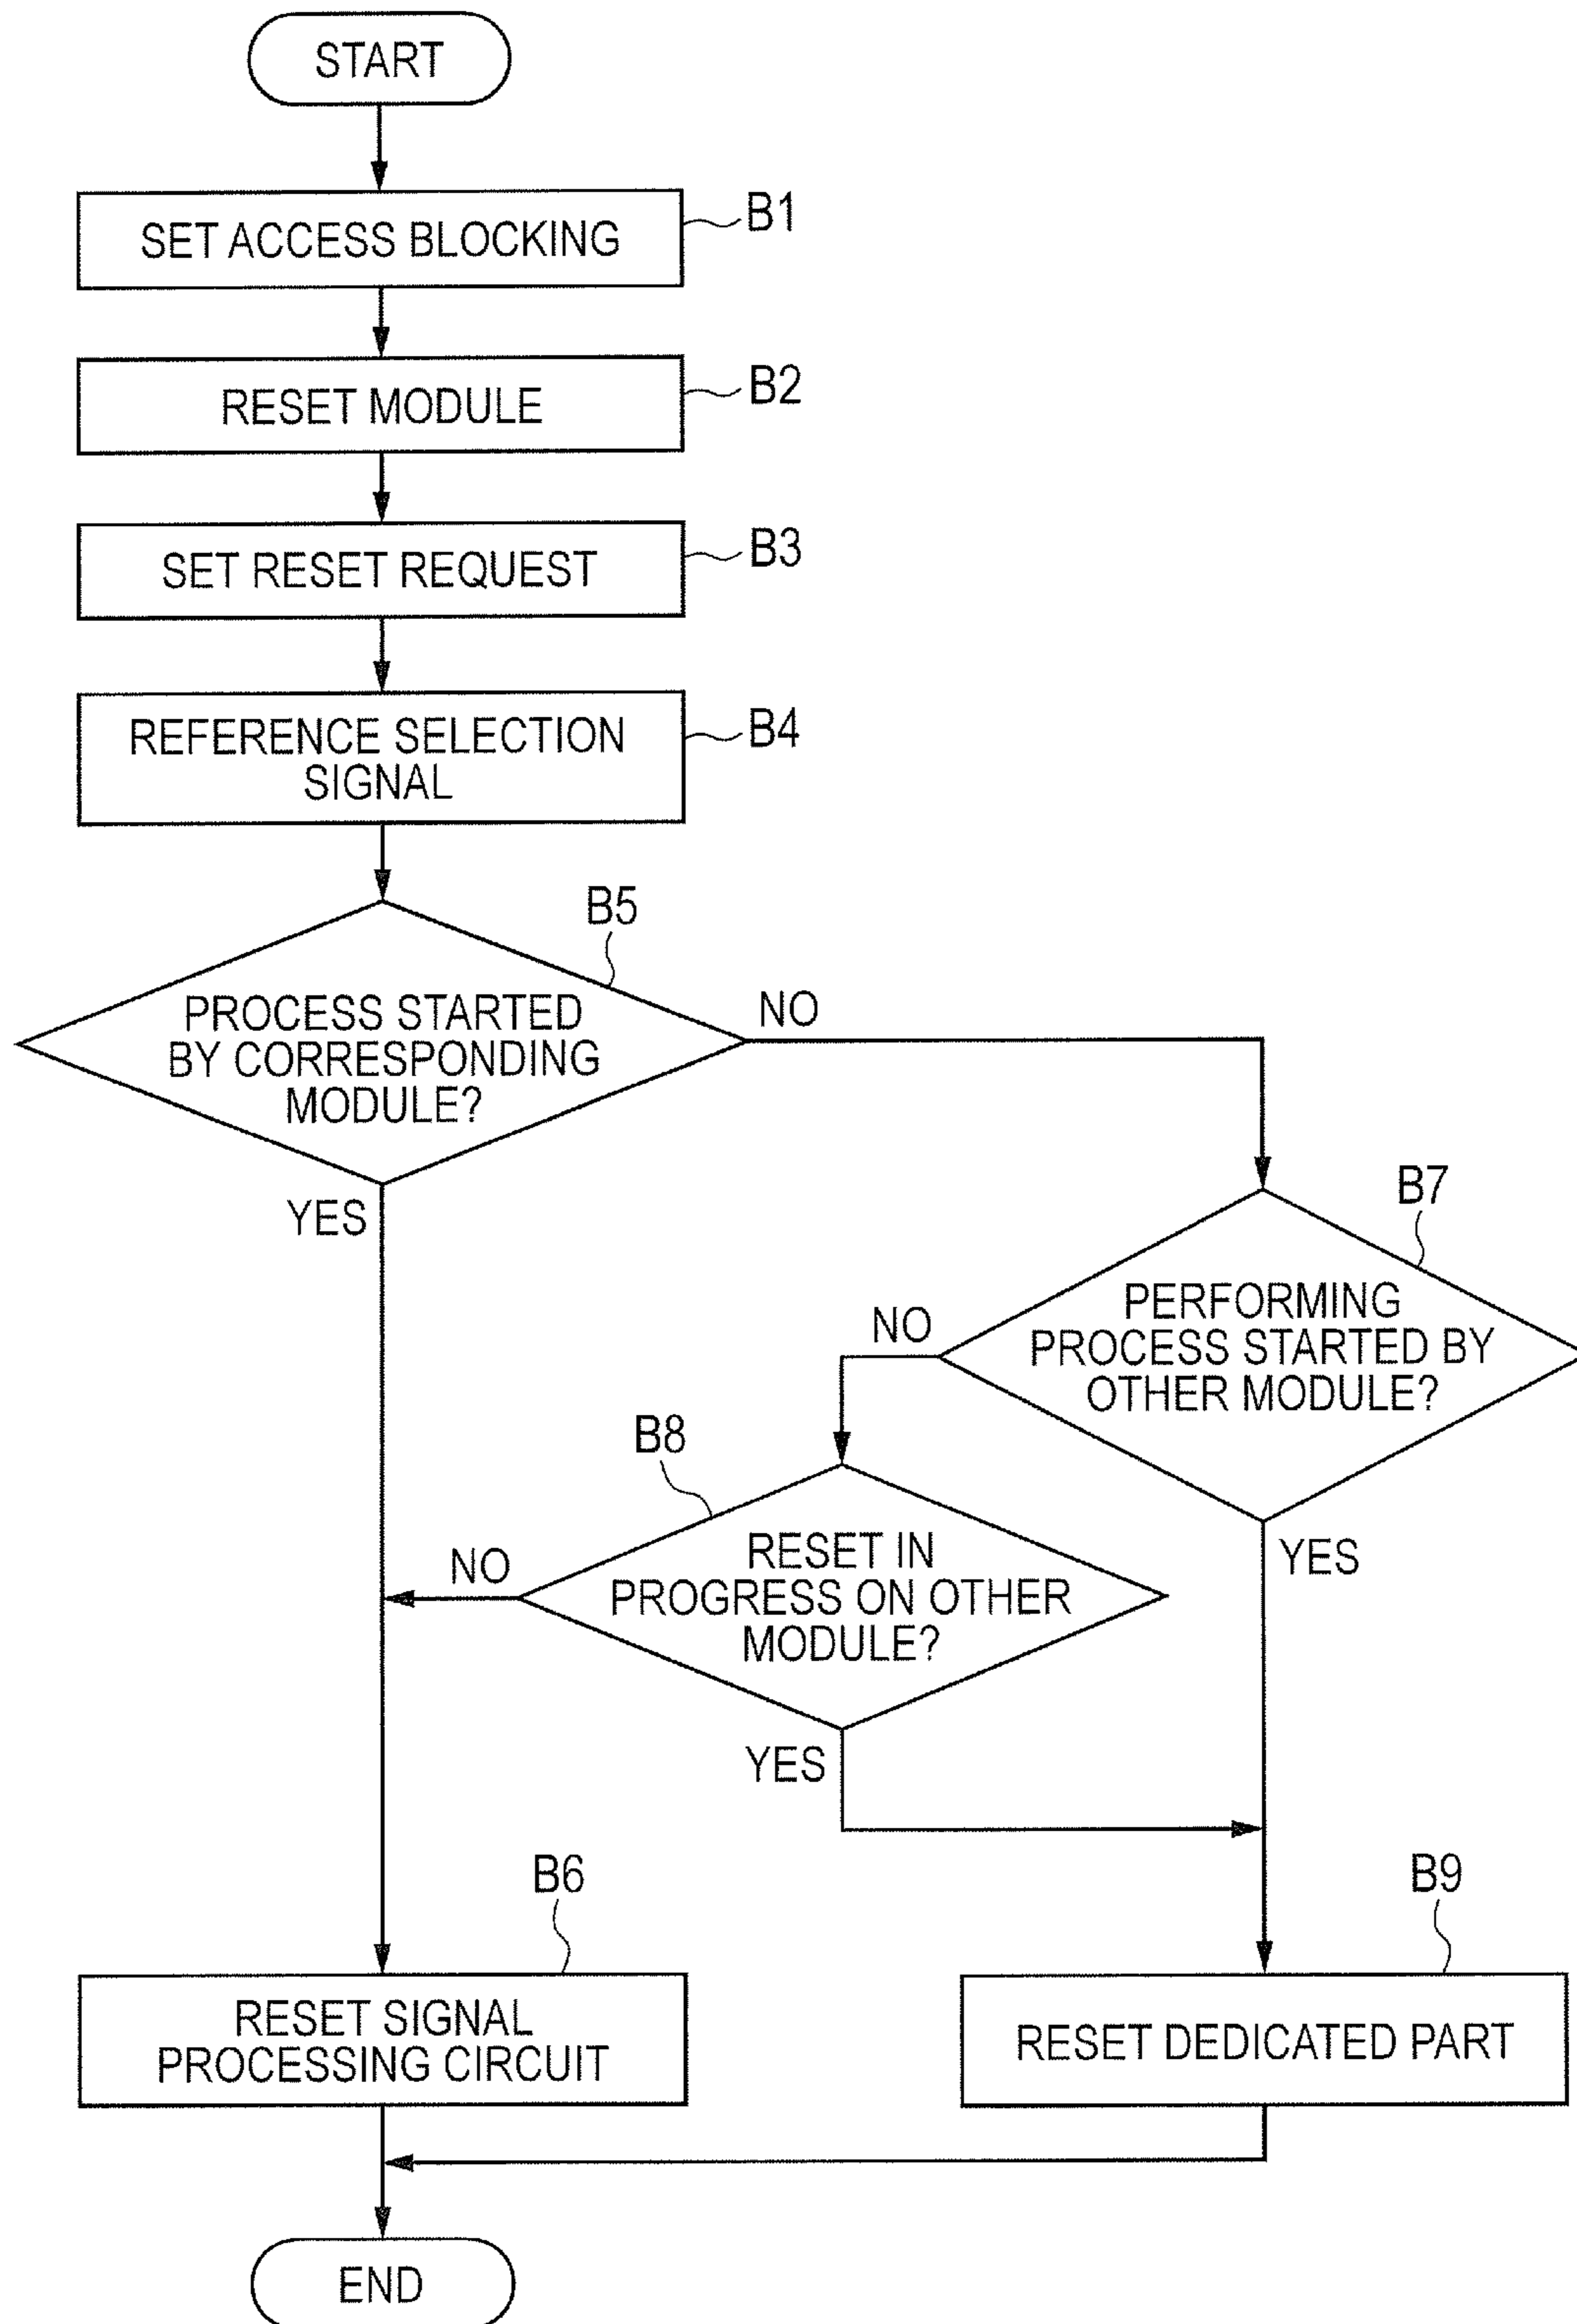 START
SET ACCESS BLOCKING
B1
RESET MODULE
B2
SET RESET REQUEST
B3
REFERENCE SELECTION
SIGNAL
B4
B5
PROCESS STARTED
BY CORRESPONDING
MODULE?
NO
YES
B7
PERFORMING
PROCESS STARTED BY
OTHER MODULE?
NO
YES
B8
RESET IN
PROGRESS ON OTHER
MODULE?
NO
YES
B6
RESET SIGNAL
PROCESSING CIRCUIT
B9
RESET DEDICATED PART
END